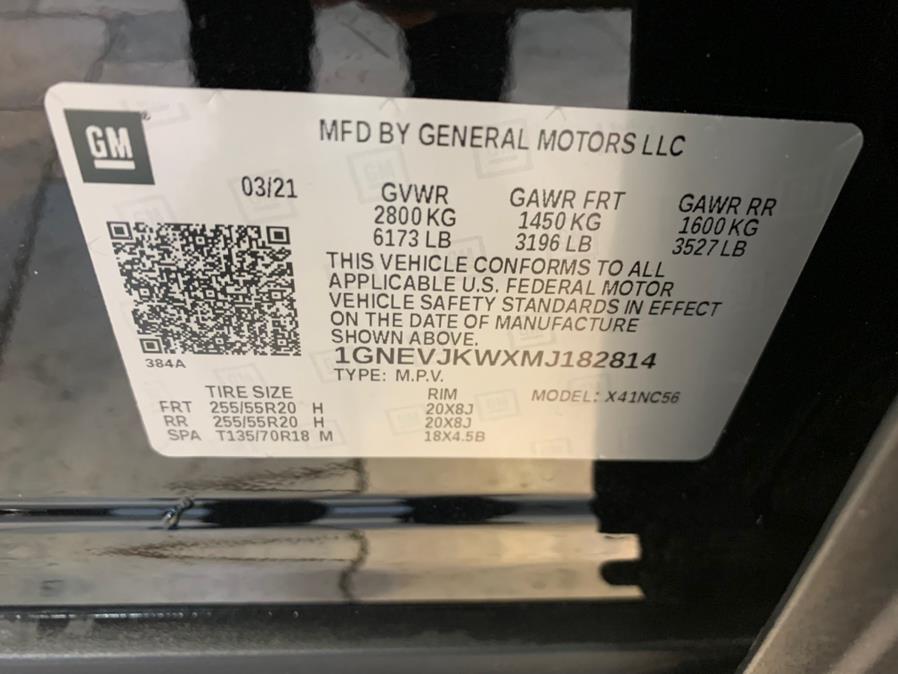 GM
MFD BY GENERAL MOTORS LLC
03/21
GVWR
2800 KG
6173 LB
GAWR FRT
1450 KG
3196 LB
GAWR RR
1600 KG
3527 LB
THIS VEHICLE CONFORMS TO ALL
APPLICABLE U.S. FEDERAL MOTOR
VEHICLE SAFETY STANDARDS IN EFFECT
ON THE DATE OF MANUFACTURE
SHOWN ABOVE.
384A
1GNEVJKWXMJ182814
TYPE: M.P.V.
TIRE SIZE RIM MODEL: X41NC56
FRT 255/55R20 H 20X8J
RR 255/55R20 H 20X8J
SPA T135/70R18 M 18X4.5B